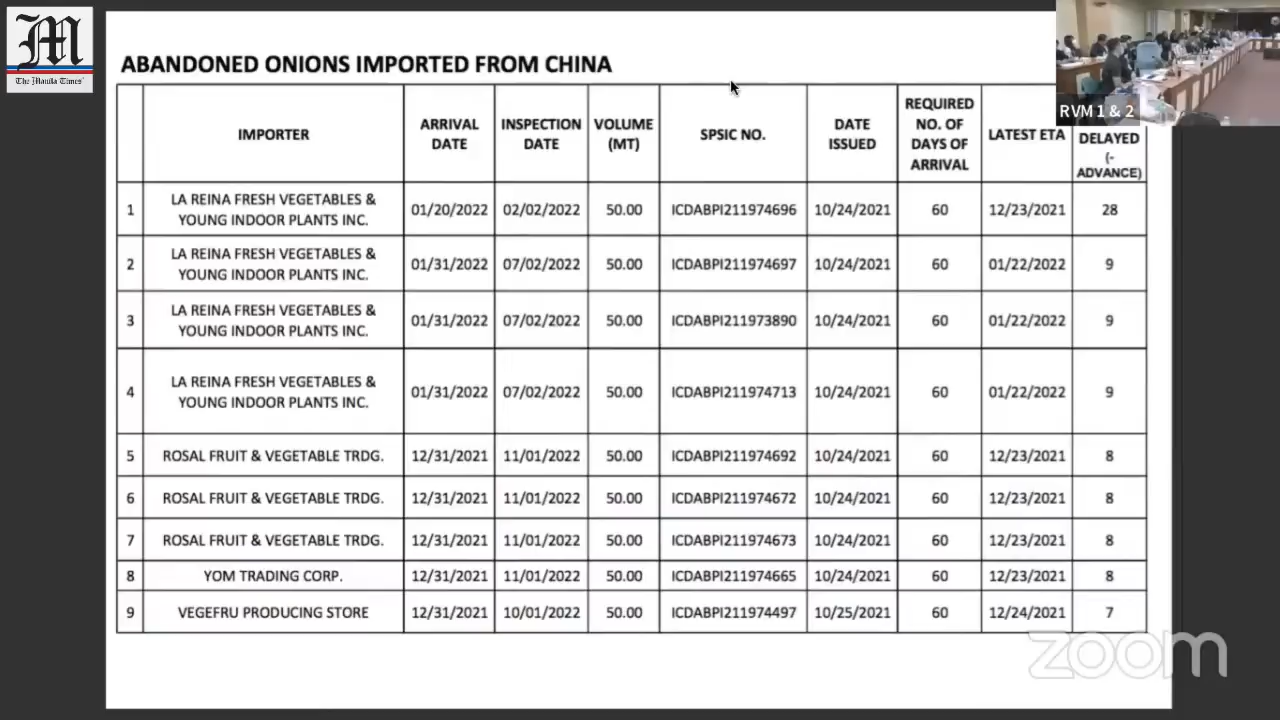 M
The Manila Times
RVM 1 & 2
ABANDONED ONIONS IMPORTED FROM CHINA
IMPORTER
ARRIVAL
DATE
INSPECTION
DATE
VOLUME
(MT)
SPSIC NO.
DATE
ISSUED
REQUIRED
NO. OF
DAYS OF
ARRIVAL
LATEST ETA
DELAYED
(-
ADVANCE)
1
LA REINA FRESH VEGETABLES &
YOUNG INDOOR PLANTS INC.
01/20/2022
02/02/2022
50.00
ICDABPI211974696
10/24/2021
60
12/23/2021
28
2
LA REINA FRESH VEGETABLES &
YOUNG INDOOR PLANTS INC.
01/31/2022
07/02/2022
50.00
ICDABPI211974697
10/24/2021
60
01/22/2022
9
3
LA REINA FRESH VEGETABLES &
YOUNG INDOOR PLANTS INC.
01/31/2022
07/02/2022
50.00
ICDABPI211973890
10/24/2021
60
01/22/2022
9
4
LA REINA FRESH VEGETABLES &
YOUNG INDOOR PLANTS INC.
01/31/2022
07/02/2022
50.00
ICDABPI211974713
10/24/2021
60
01/22/2022
9
5
ROSAL FRUIT & VEGETABLE TRDG.
12/31/2021
11/01/2022
50.00
ICDABPI211974692
10/24/2021
60
12/23/2021
8
6
ROSAL FRUIT & VEGETABLE TRDG.
12/31/2021
11/01/2022
50.00
ICDABPI211974672
10/24/2021
60
12/23/2021
8
7
ROSAL FRUIT & VEGETABLE TRDG.
12/31/2021
11/01/2022
50.00
ICDABPI211974673
10/24/2021
60
12/23/2021
8
8
YOM TRADING CORP.
12/31/2021
11/01/2022
50.00
ICDABPI211974665
10/24/2021
60
12/23/2021
8
9
VEGEFRU PRODUCING STORE
12/31/2021
10/01/2022
50.00
ICDABPI211974497
10/25/2021
60
12/24/2021
7
zoom